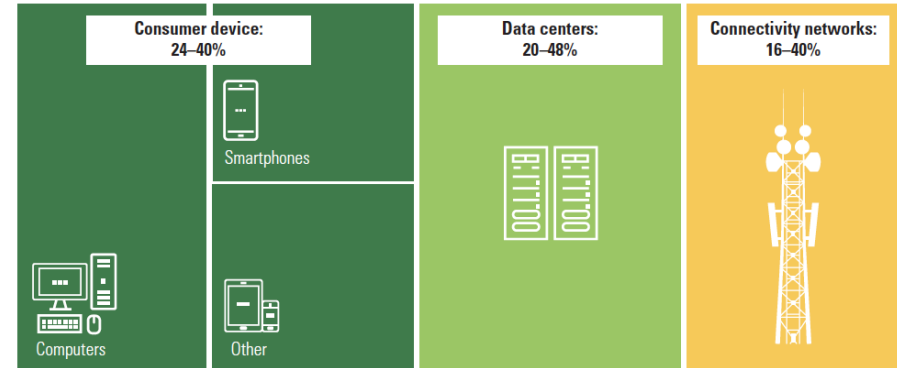 Consumer device:
24–40%
Data centers:
20–48%
Connectivity networks:
16–40%
Smartphones
Computers
Other